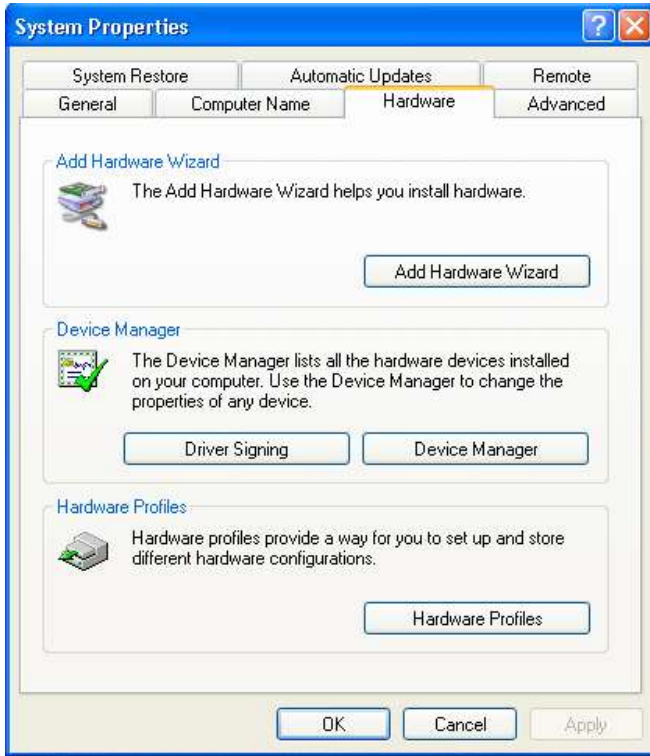 System Properties
System Restore
Automatic Updates
Remote
General
Computer Name
Hardware
Advanced
Add Hardware Wizard
The Add Hardware Wizard helps you install hardware.
Add Hardware Wizard
Device Manager
The Device Manager lists all the hardware devices installed
on your computer. Use the Device Manager to change the
properties of any device.
Driver Signing
Device Manager
Hardware Profiles
Hardware profiles provide a way for you to set up and store
different hardware configurations.
Hardware Profiles
OK
Cancel
Apply